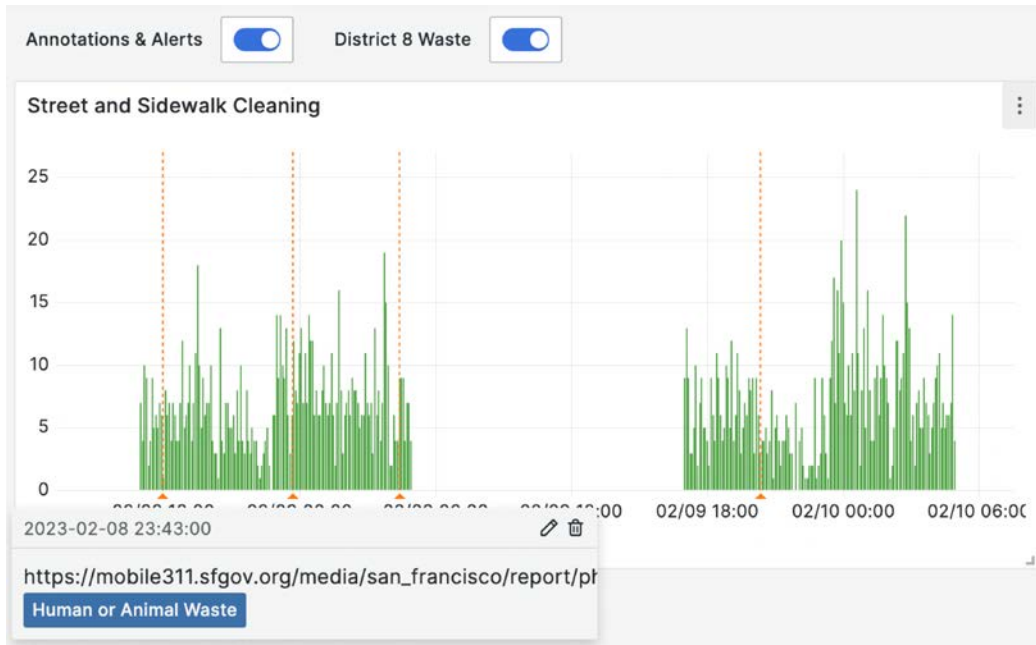 Annotations & Alerts District 8 Waste
Street and Sidewalk Cleaning
25
20
15
10
5
0
02/09 18:00 02/10 00:00 02/10 06:00
2023-02-08 23:43:00
https://mobile311.sfgov.org/media/san_francisco/report/
Human or Animal Waste